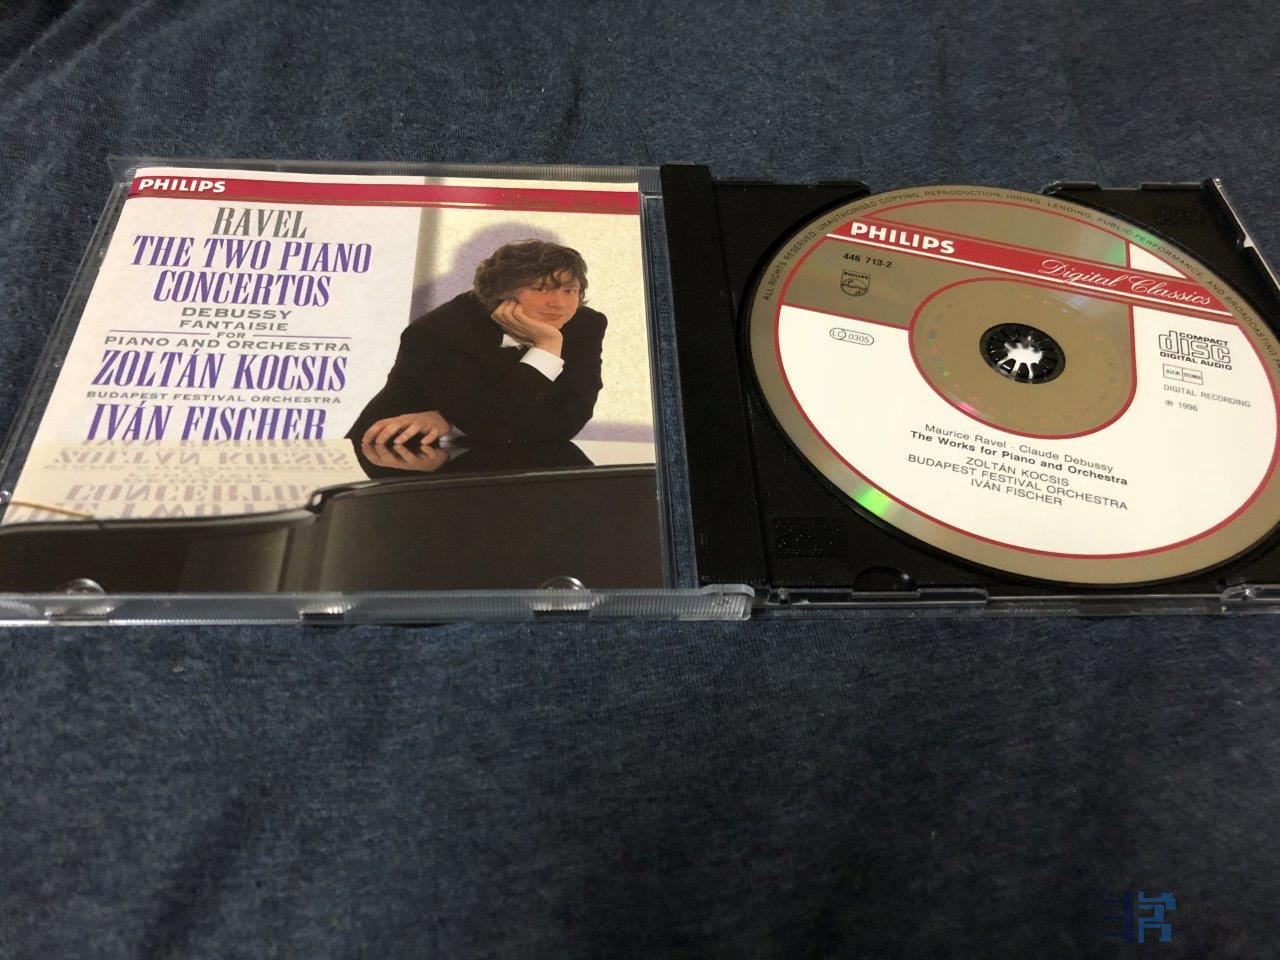 PHILIPS
RAVEL
THE TWO PIANO
CONCERTOS
DEBUSSY
FANTAISIE
FOR
PIANO AND ORCHESTRA
ZOLTÁN KOCSIS
BUDAPEST FESTIVAL ORCHESTRA
IVÁN FISCHER
ALL RIGHTS RESERVED. UNAUTHORISED COPYING, REPRODUCTION, HIRING, LENDING, PUBLIC PERFORMANCE AND BROADCASTING
PHILIPS
Digital Classics
446 713-2
PHILIPS
LC 0305
COMPACT
disc
DIGITAL AUDIO
STEMRA
DIGITAL RECORDING
℗ 1996
Maurice Ravel · Claude Debussy
The Works for Piano and Orchestra
ZOLTÁN KOCSIS
BUDAPEST FESTIVAL ORCHESTRA
IVÁN FISCHER